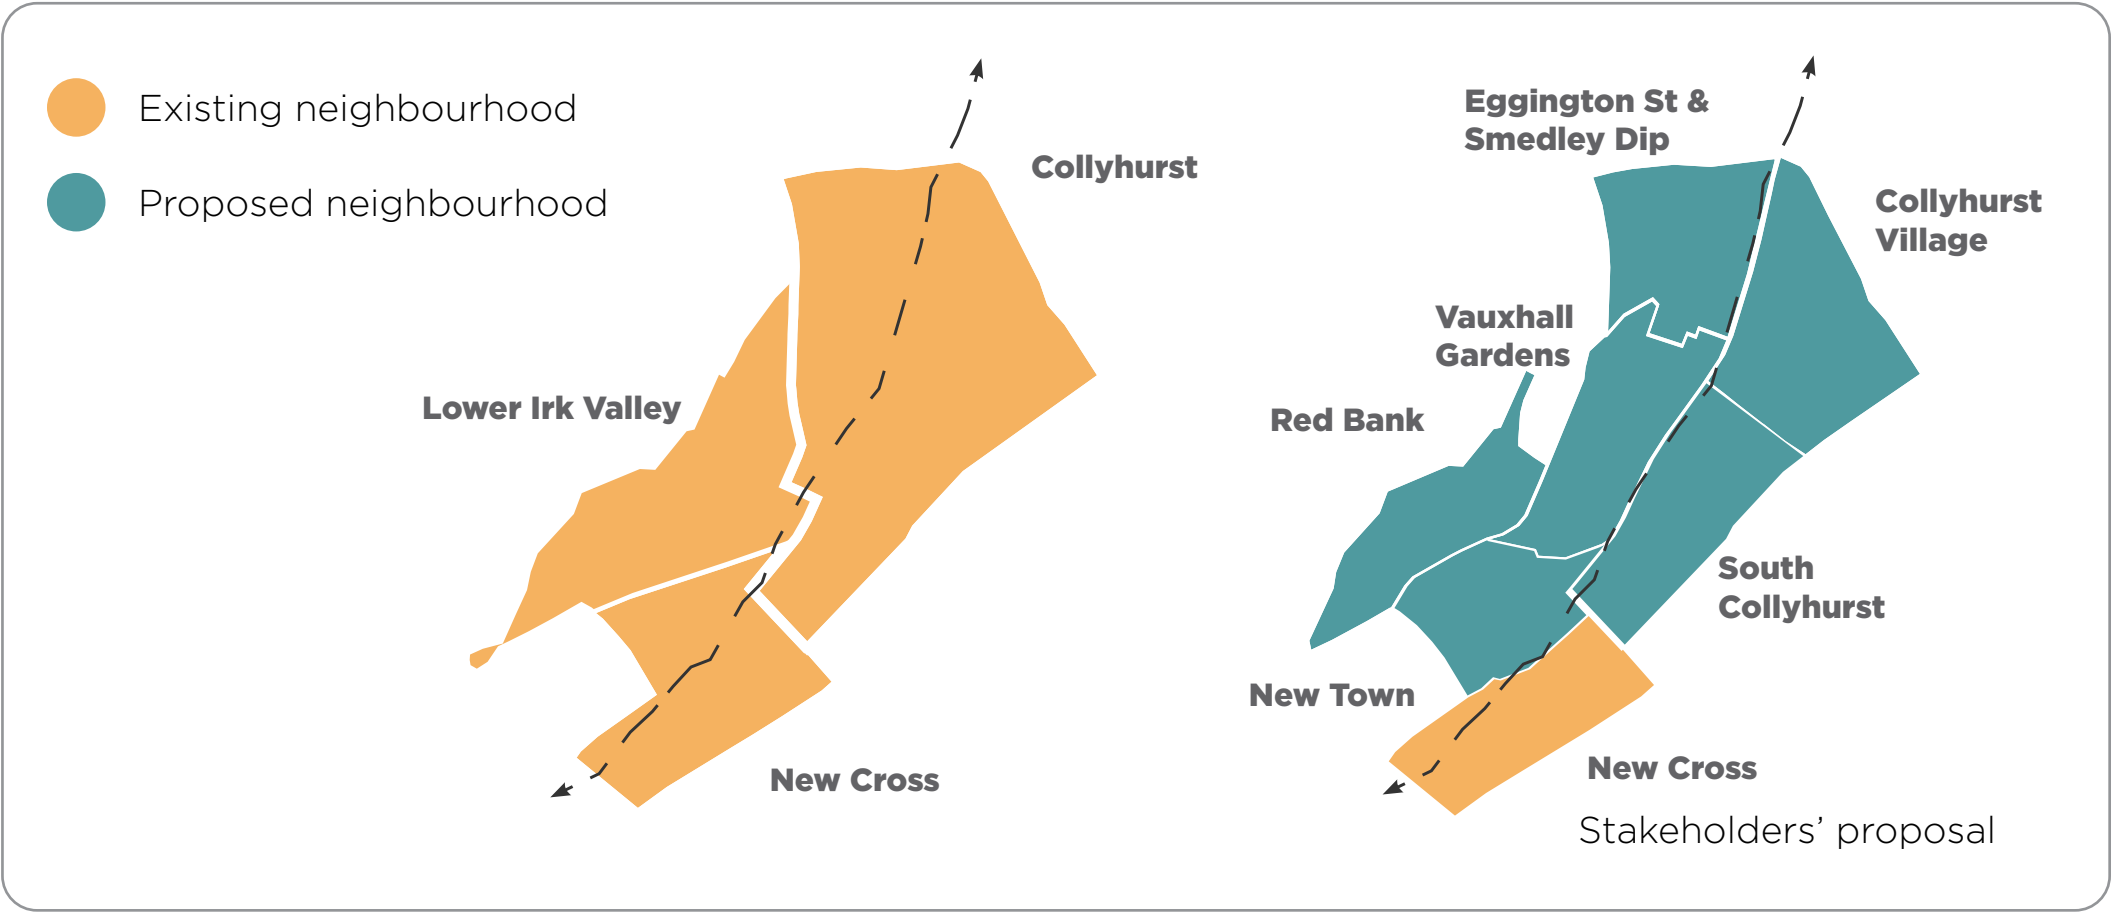 Existing neighbourhood
Proposed neighbourhood
Collyhurst
Lower Irk Valley
New Cross
Eggington St &
Smedley Dip
Collyhurst
Village
Vauxhall
Gardens
Red Bank
South
Collyhurst
New Town
New Cross
Stakeholders’ proposal